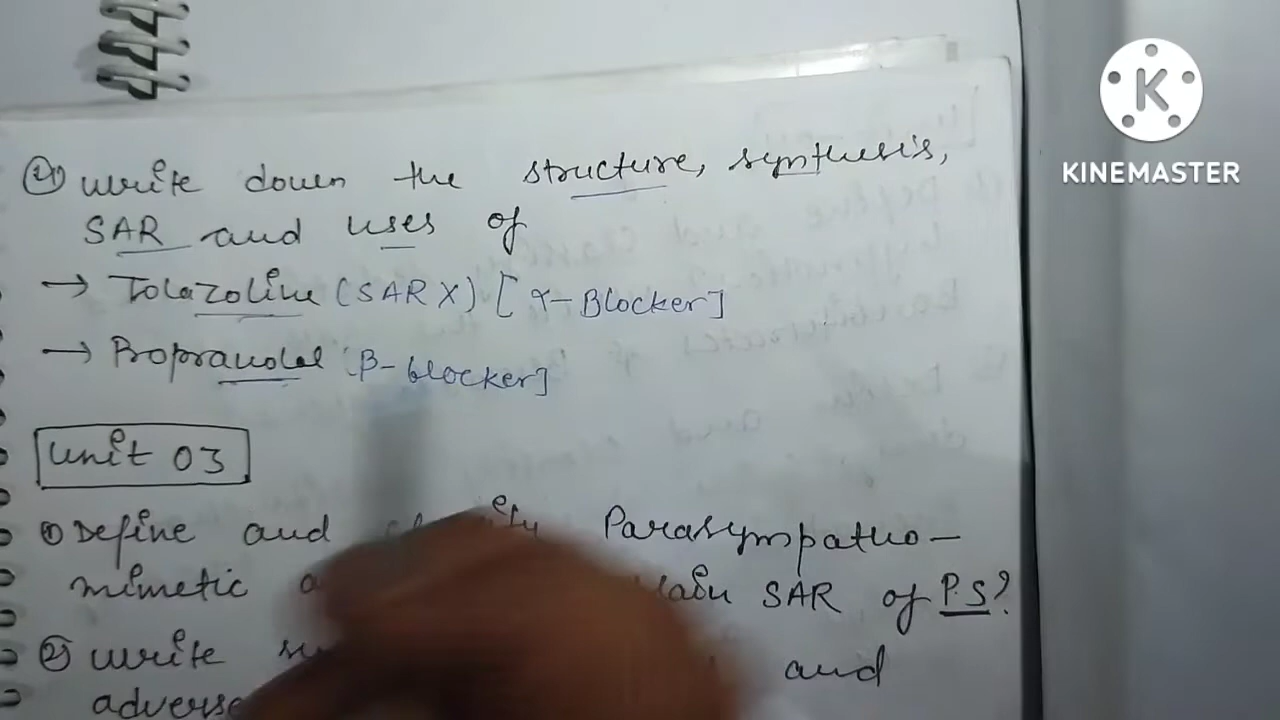 ④ write down the structure, synthesis,
SAR and uses of
→ Tolazoline (SAR X) [α-Blocker]
→ Propranolol [β-blocker]
Unit 03
① Define and Parasympatho-
mimetic SAR of P.S?
② write and
adverse
KINEMASTER